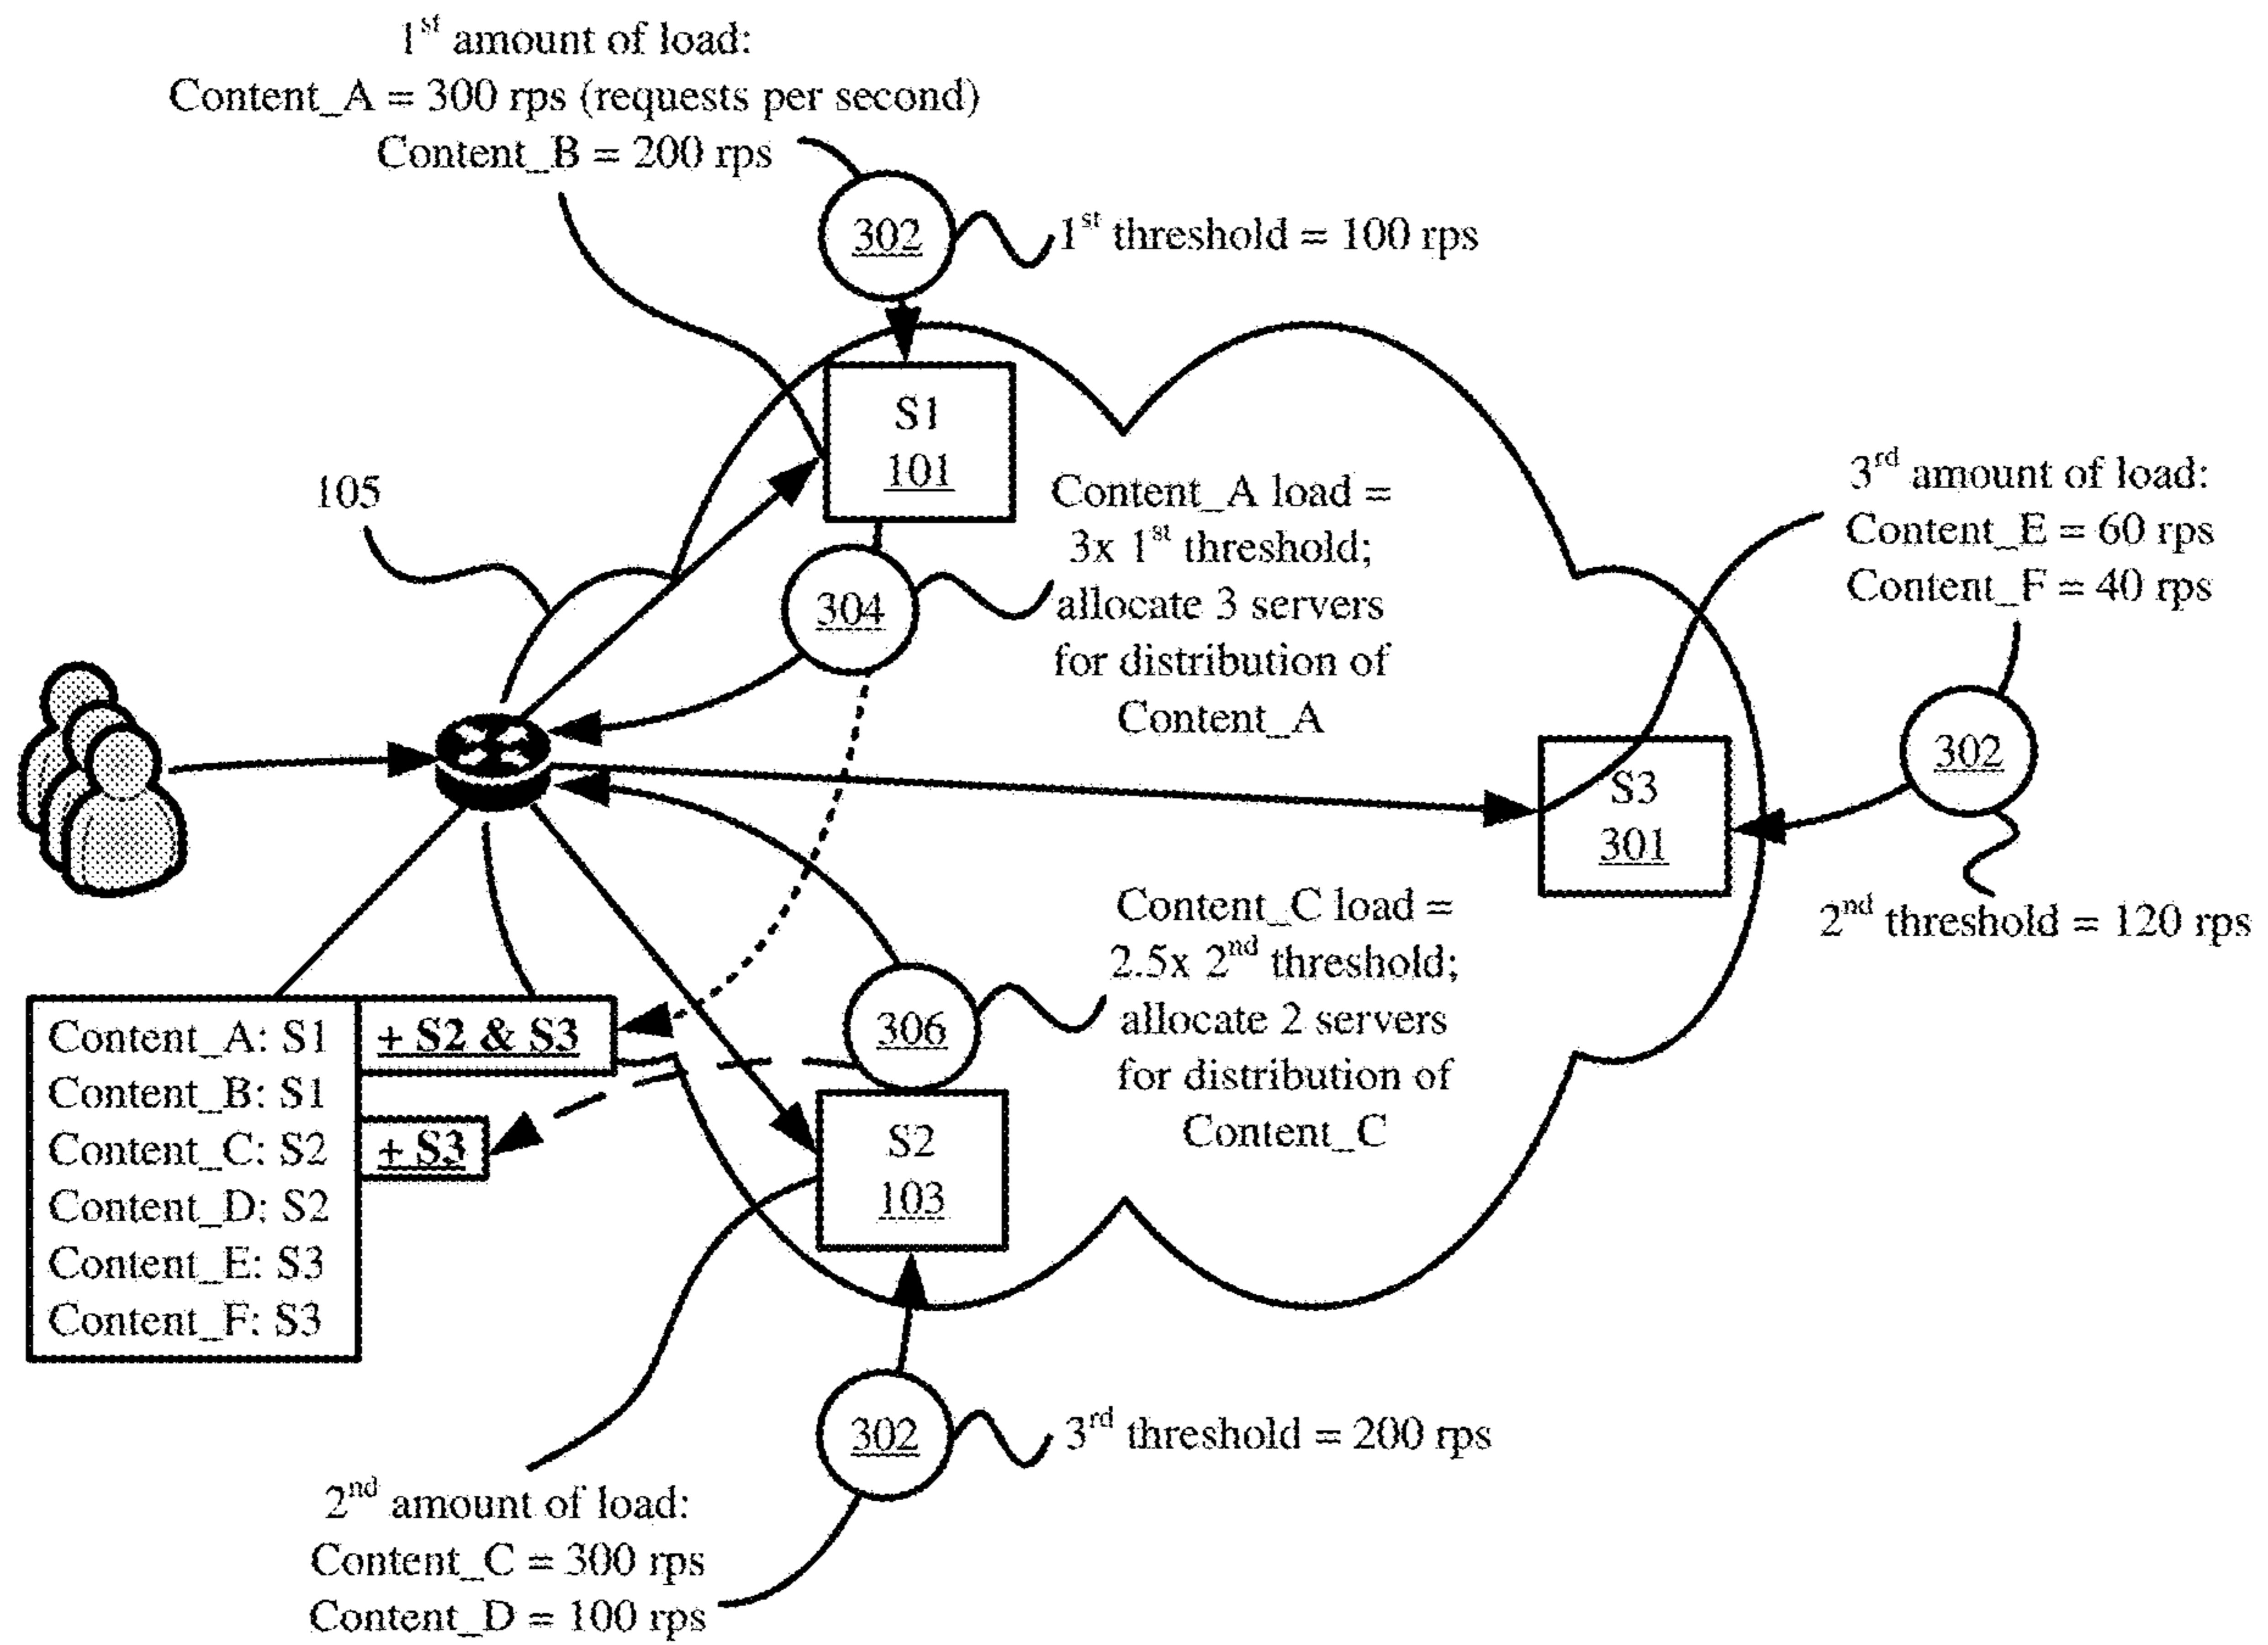 1st amount of load:
Content_A = 300 rps (requests per second)
Content_B = 200 rps
302
1st threshold = 100 rps
S1
101
105
Content_A load =
3x 1st threshold;
allocate 3 servers
for distribution of
Content_A
304
3rd amount of load:
Content_E = 60 rps
Content_F = 40 rps
302
S3
301
2nd threshold = 120 rps
Content_C load =
2.5x 2nd threshold;
allocate 2 servers
for distribution of
Content_C
306
Content_A: S1
+ S2 & S3
Content_B: S1
Content_C: S2
+ S3
Content_D: S2
Content_E: S3
Content_F: S3
S2
103
302
3rd threshold = 200 rps
2nd amount of load:
Content_C = 300 rps
Content_D = 100 rps